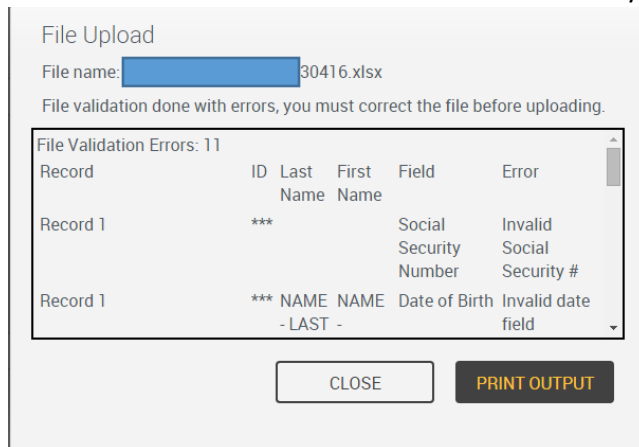 File Upload
File name: 30416.xlsx
File validation done with errors, you must correct the file before uploading.
File Validation Errors: 11
Record ID Last Name First Name Field Error
Record 1 *** Social Security Number Invalid Social Security #
Record 1 *** NAME - LAST NAME - Date of Birth Invalid date field
CLOSE PRINT OUTPUT